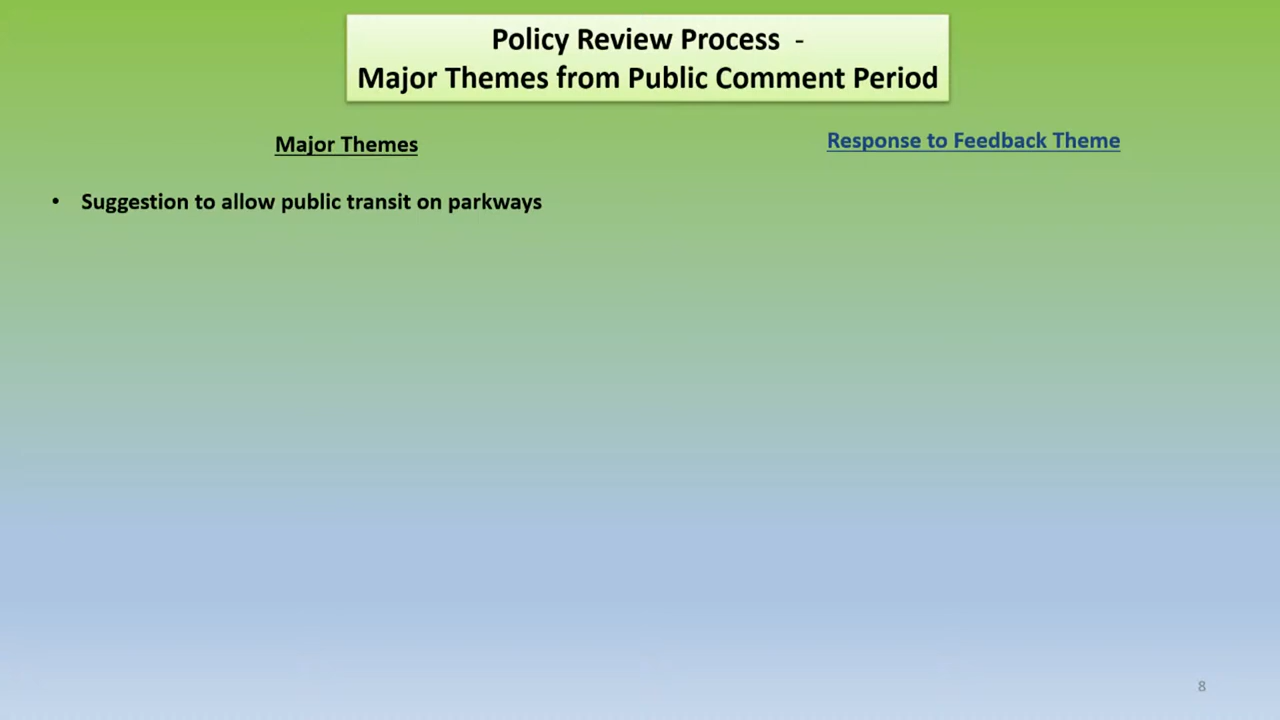 Policy Review Process -
Major Themes from Public Comment Period
Major Themes
Response to Feedback Theme
• Suggestion to allow public transit on parkways
8